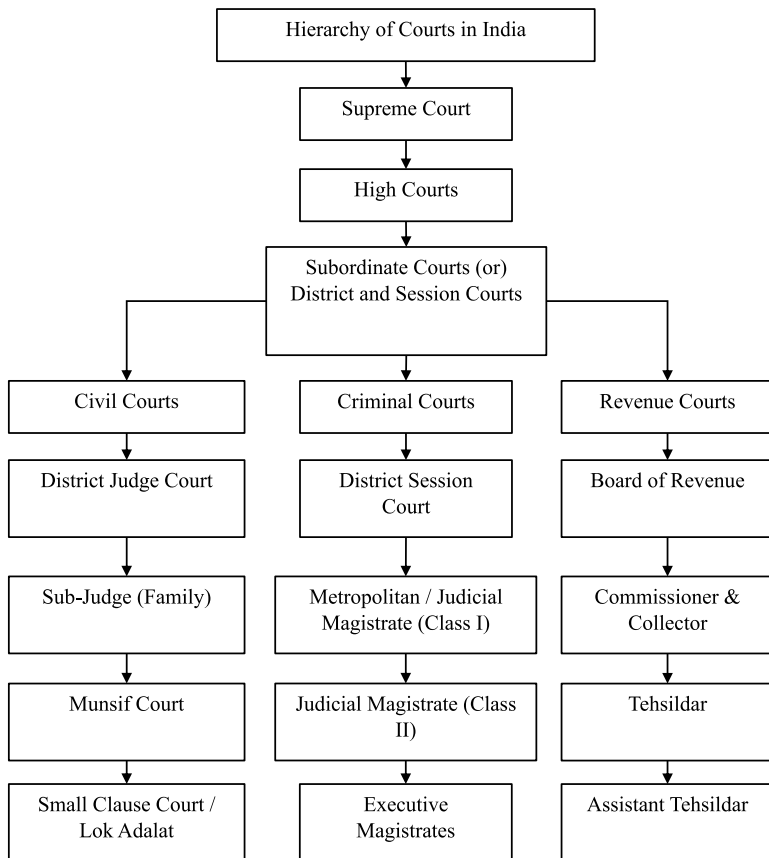 Hierarchy of Courts in India
Supreme Court
High Courts
Subordinate Courts (or)
District and Session Courts
Civil Courts
Criminal Courts
Revenue Courts
District Judge Court
District Session
Court
Board of Revenue
Sub-Judge (Family)
Metropolitan / Judicial
Magistrate (Class I)
Commissioner &
Collector
Munsif Court
Judicial Magistrate (Class
II)
Tehsildar
Small Clause Court /
Lok Adalat
Executive
Magistrates
Assistant Tehsildar